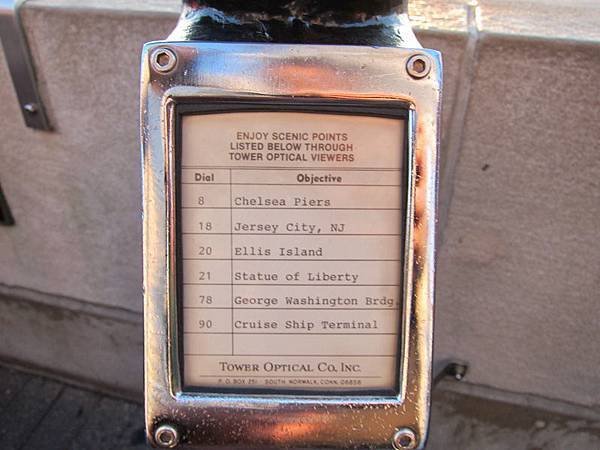 ENJOY SCENIC POINTS
LISTED BELOW THROUGH
TOWER OPTICAL VIEWERS
Dial Objective
8 Chelsea Piers
18 Jersey City, NJ
20 Ellis Island
21 Statue of Liberty
78 George Washington Brdg.
90 Cruise Ship Terminal
TOWER OPTICAL CO., INC.
P. O. BOX 251 · SOUTH NORWALK, CONN. 06856